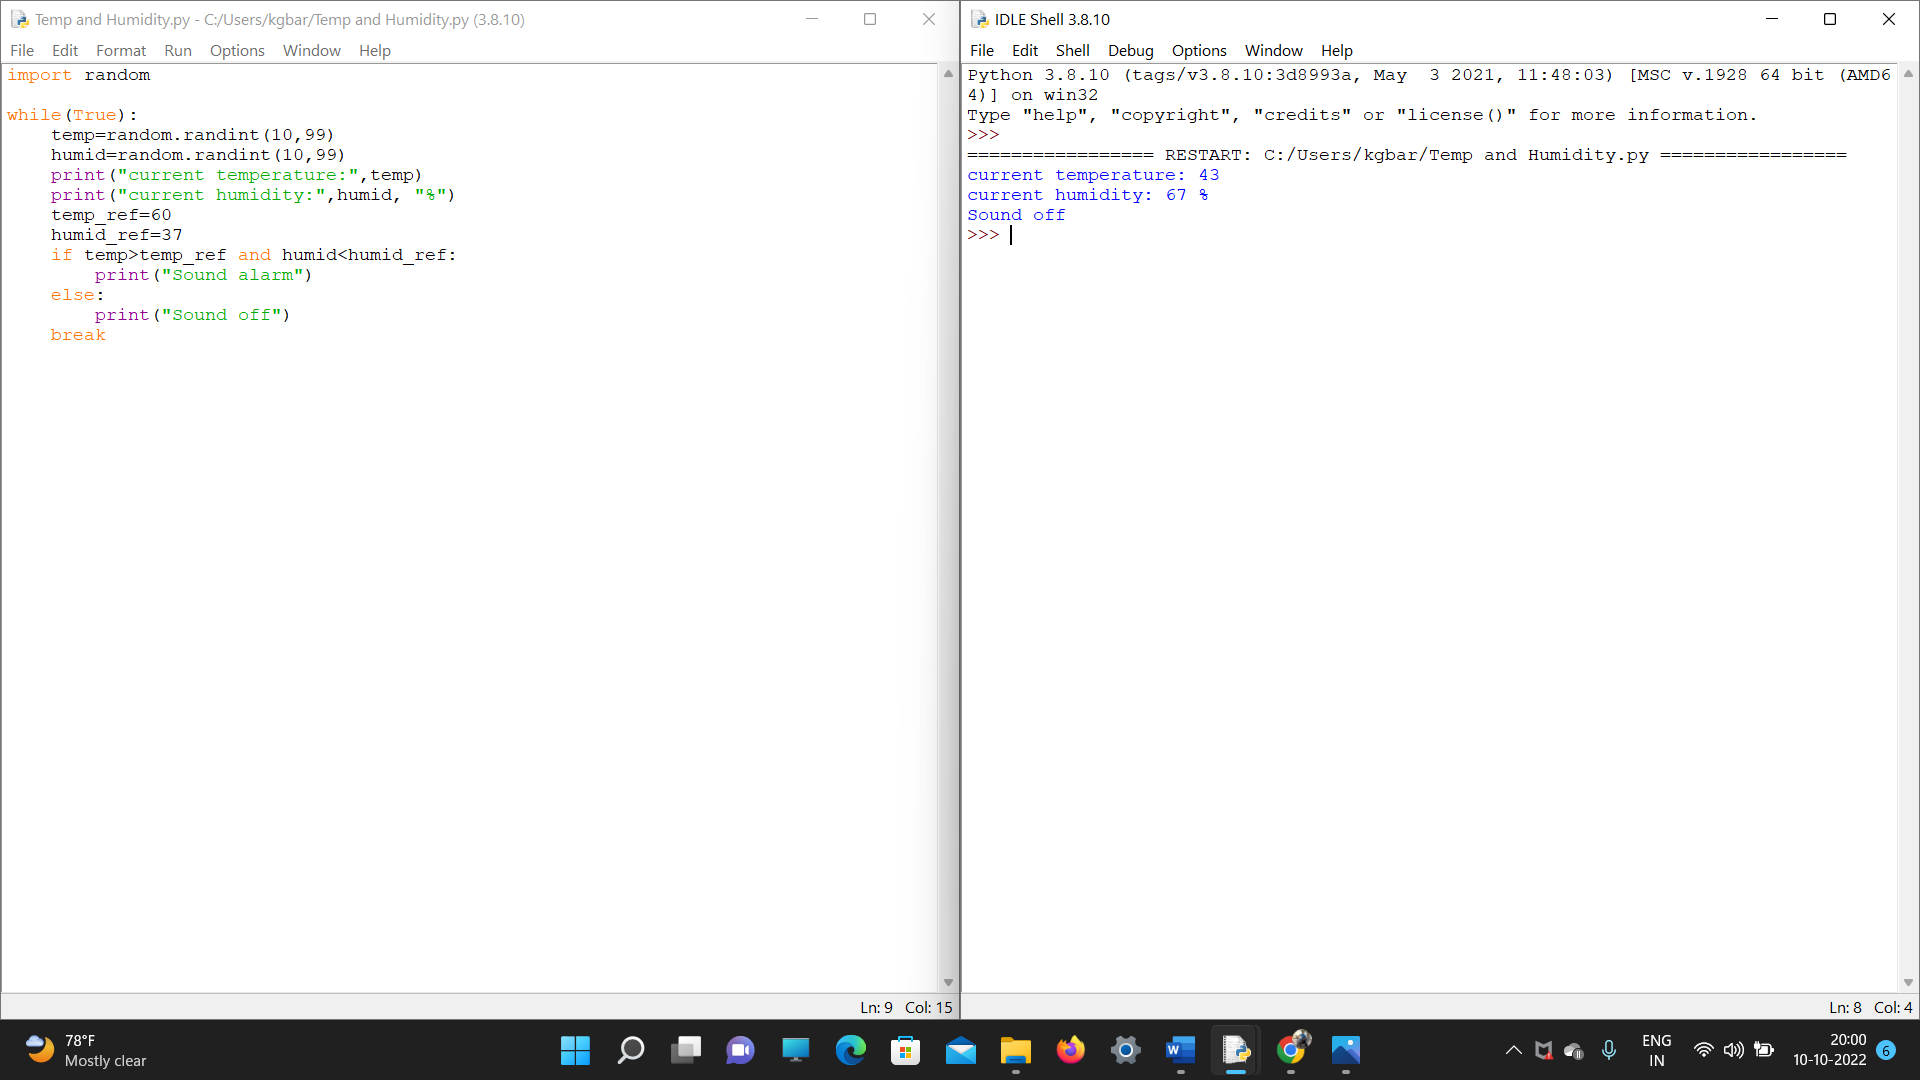 Temp and Humidity.py - C:/Users/kgbar/Temp and Humidity.py (3.8.10)
File Edit Format Run Options Window Help
import random
while(True):
    temp=random.randint(10,99)
    humid=random.randint(10,99)
    print("current temperature:",temp)
    print("current humidity:",humid, "%")
    temp_ref=60
    humid_ref=37
    if temp>temp_ref and humid<humid_ref:
        print("Sound alarm")
    else:
        print("Sound off")
    break
Ln: 9 Col: 15
IDLE Shell 3.8.10
File Edit Shell Debug Options Window Help
Python 3.8.10 (tags/v3.8.10:3d8993a, May  3 2021, 11:48:03) [MSC v.1928 64 bit (AMD6
4)] on win32
Type "help", "copyright", "credits" or "license()" for more information.
>>>
================= RESTART: C:/Users/kgbar/Temp and Humidity.py =================
current temperature: 43
current humidity: 67 %
Sound off
>>>
Ln: 8 Col: 4
78°F
Mostly clear
W
ENG
IN
20:00
10-10-2022
6